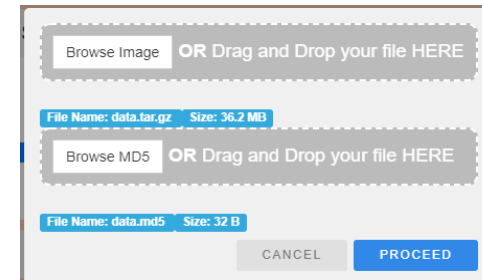 Browse Image OR Drag and Drop your file HERE
File Name: data.tar.gz Size: 36.2 MB
Browse MD5 OR Drag and Drop your file HERE
File Name: data.md5 Size: 32 B
CANCEL PROCEED